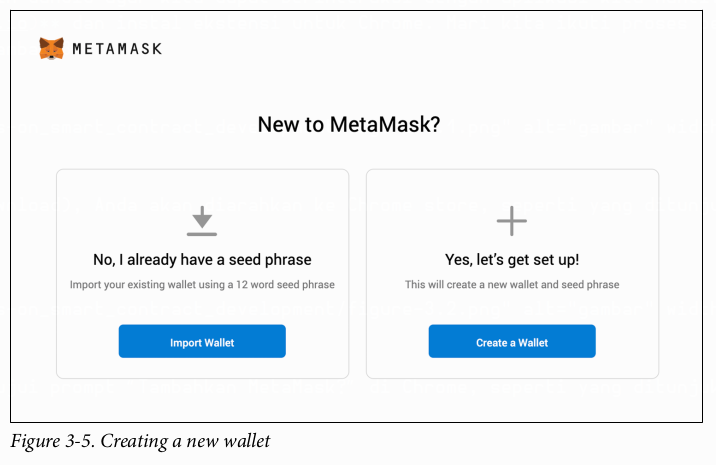 METAMASK
New to MetaMask?
No, I already have a seed phrase
Import your existing wallet using a 12 word seed phrase
Import Wallet
Yes, let's get set up!
This will create a new wallet and seed phrase
Create a Wallet
Figure 3-5. Creating a new wallet